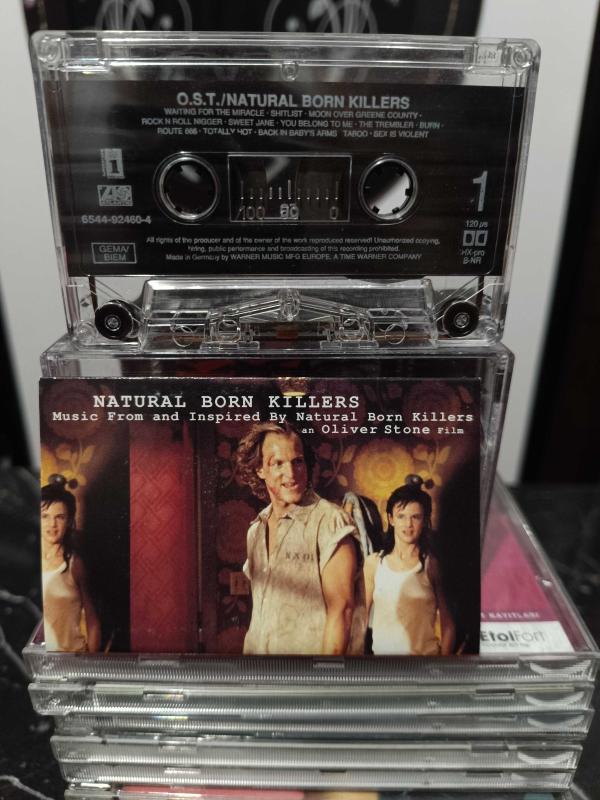 O.S.T./NATURAL BORN KILLERS
WAITING FOR THE MIRACLE · SHITLIST · MOON OVER GREENE COUNTY ·
ROCK N ROLL NIGGER · SWEET JANE · YOU BELONG TO ME · THE TREMBLER · BURN ·
ROUTE 666 · TOTALLY HOT · BACK IN BABY'S ARMS TABOO · SEX IS VIOLENT
6544-92460-4
100 50 0
1
120 µs
HX-pro
B-NR
GEMA/
BIEM
All rights of the producer and of the owner of the work reproduced reserved! Unauthorized copying,
hiring, public performance and broadcasting of this recording prohibited.
Made in Germany by WARNER MUSIC MFG EUROPE, A TIME WARNER COMPANY
NATURAL BORN KILLERS
Music From and Inspired By Natural Born Killers
an Oliver Stone Film
KAYITLARI